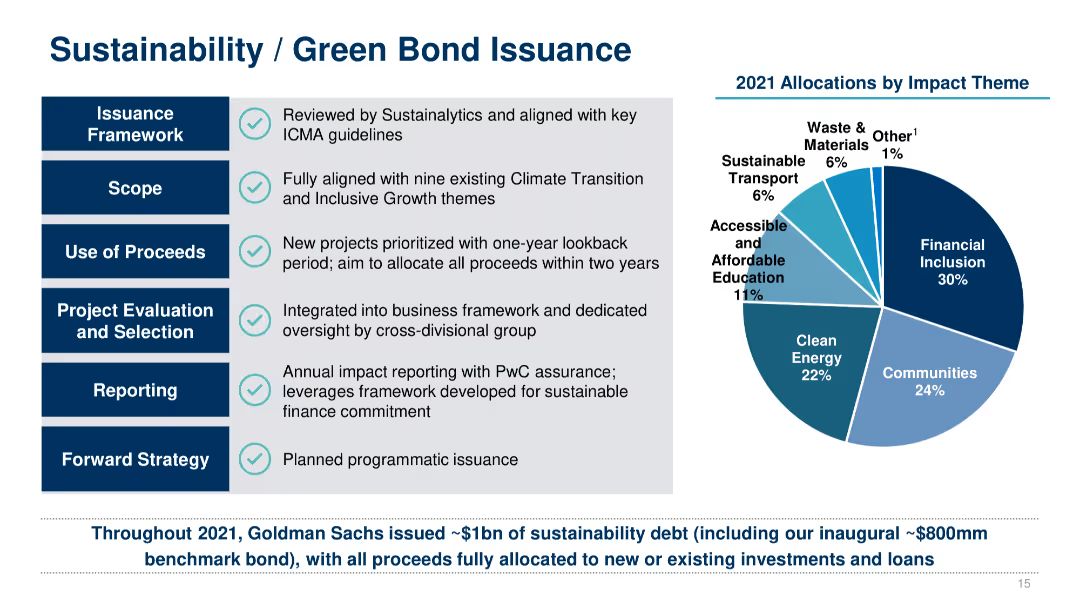 Sustainability / Green Bond Issuance
Issuance
Framework
Reviewed by Sustainalytics and aligned with key
ICMA guidelines
Scope
Fully aligned with nine existing Climate Transition
and Inclusive Growth themes
Use of Proceeds
New projects prioritized with one-year lookback
period; aim to allocate all proceeds within two years
Project Evaluation
and Selection
Integrated into business framework and dedicated
oversight by cross-divisional group
Reporting
Annual impact reporting with PwC assurance;
leverages framework developed for sustainable
finance commitment
Forward Strategy
Planned programmatic issuance
2021 Allocations by Impact Theme
Waste &
Materials
6%
Other¹
1%
Sustainable
Transport
6%
Accessible
and
Affordable
Education
11%
Financial
Inclusion
30%
Clean
Energy
22%
Communities
24%
Throughout 2021, Goldman Sachs issued ~$1bn of sustainability debt (including our inaugural ~$800mm
benchmark bond), with all proceeds fully allocated to new or existing investments and loans
15